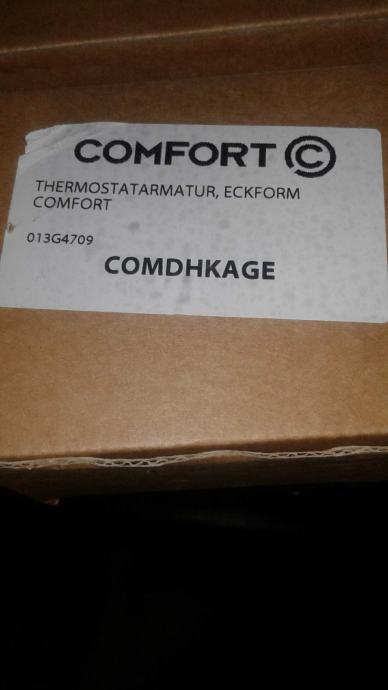 COMFORT C
THERMOSTATARMATUR, ECKFORM
COMFORT
013G4709
COMDHKAGE